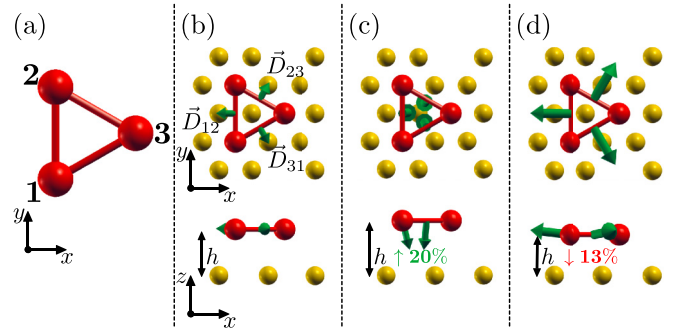 (a)
2
3
1
y
x
(b)
D⃗₂₃
D⃗₁₂
D⃗₃₁
y
x
h
z
x
(c)
h
↑ 20%
(d)
h
↓ 13%